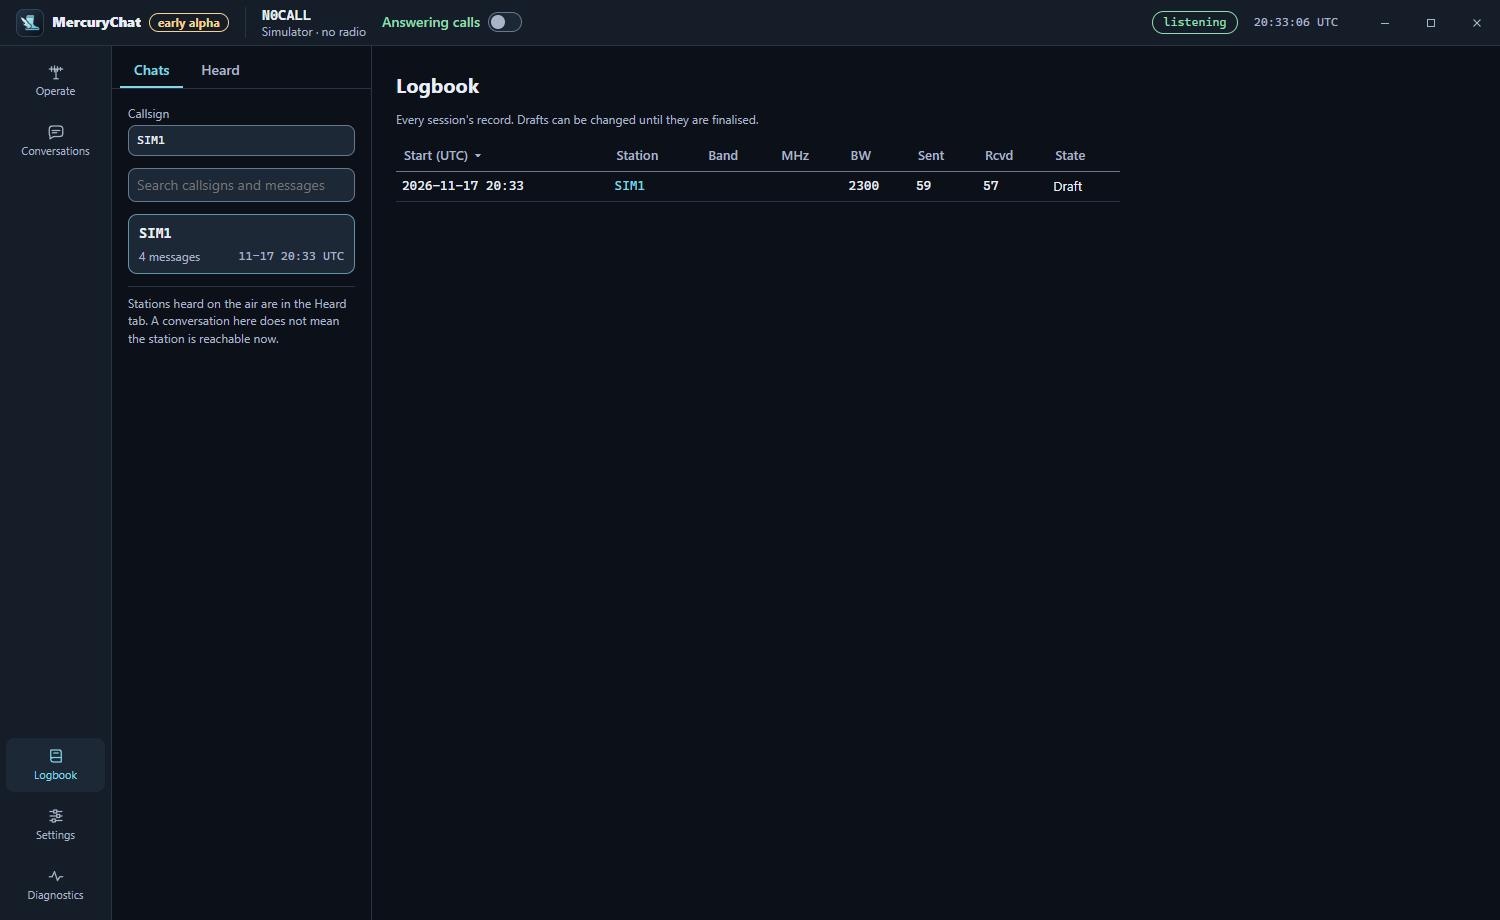 MercuryChat early alpha
N0CALL
Simulator · no radio
Answering calls
listening
20:33:06 UTC
Operate
Conversations
Logbook
Settings
Diagnostics
Chats Heard
Callsign
SIM1
Search callsigns and messages
SIM1
4 messages 11-17 20:33 UTC
Stations heard on the air are in the Heard
tab. A conversation here does not mean
the station is reachable now.
Logbook
Every session's record. Drafts can be changed until they are finalised.
Start (UTC) Station Band MHz BW Sent Rcvd State
2026-11-17 20:33 SIM1 2300 59 57 Draft